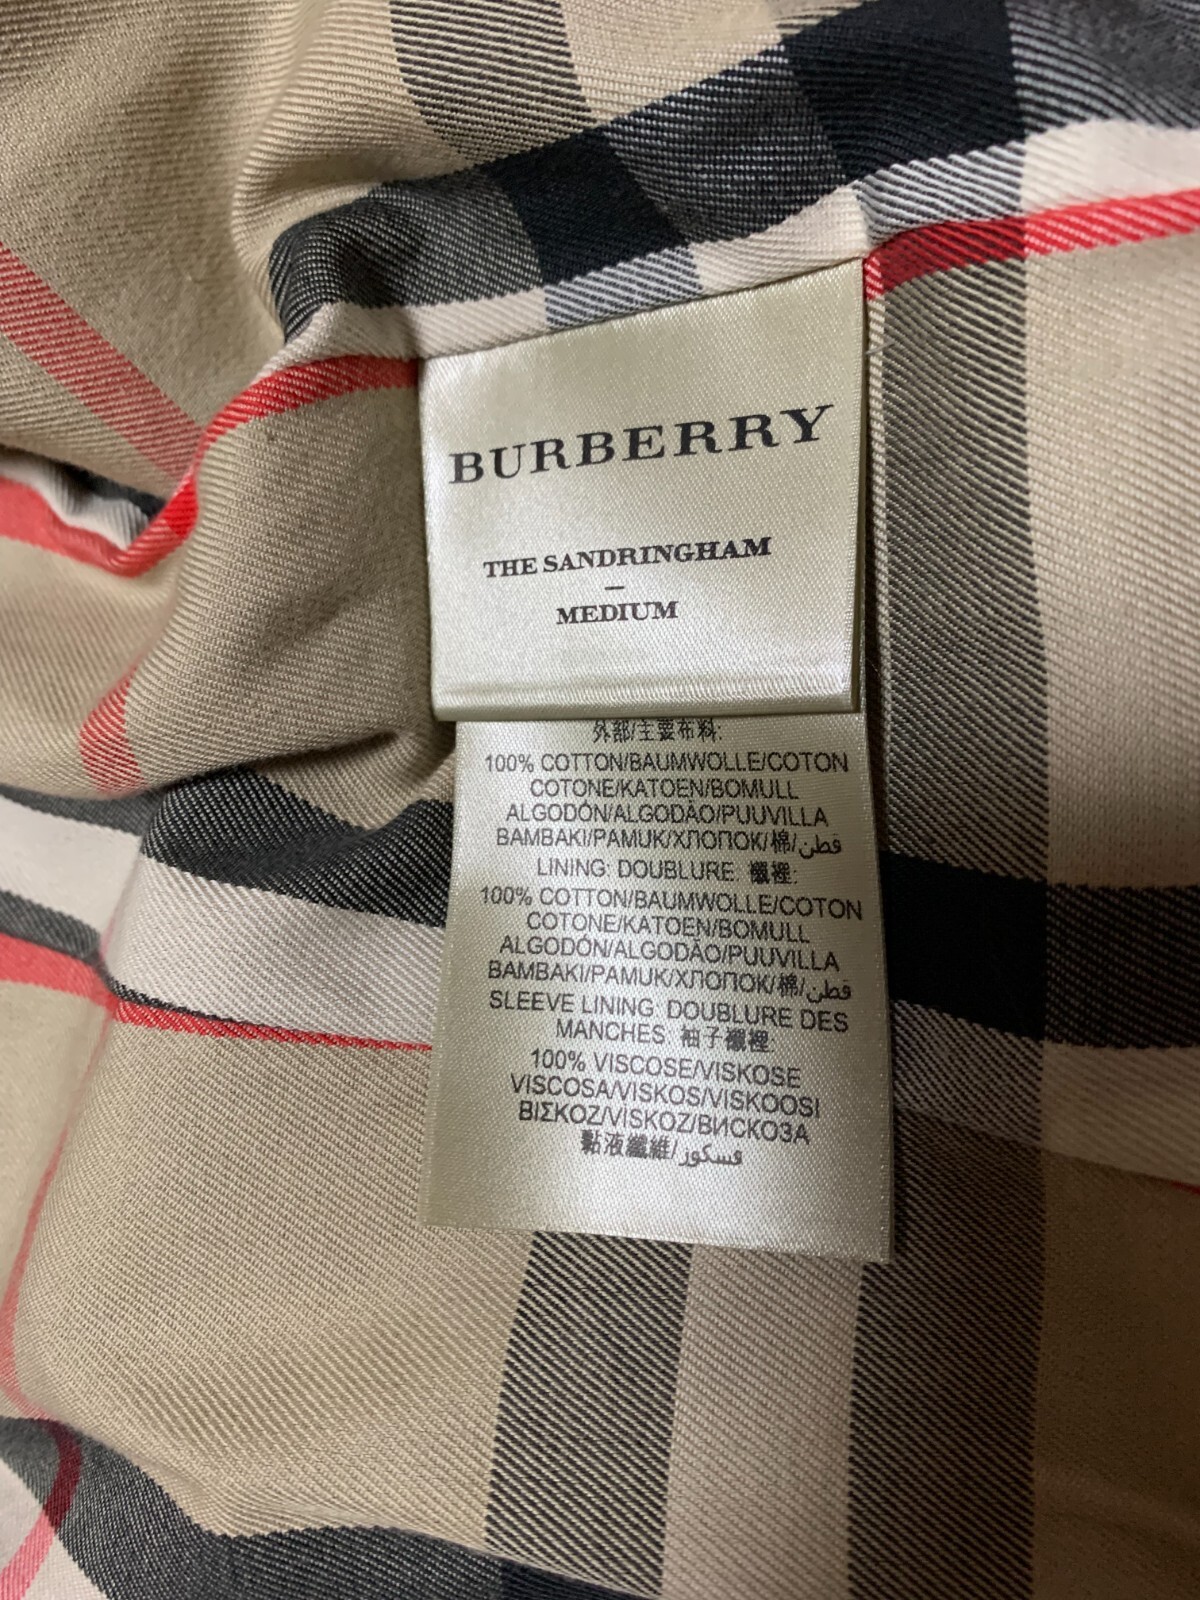 BURBERRY
THE SANDRINGHAM
–
MEDIUM
外部/主要布料:
100% COTTON/BAUMWOLLE/COTON
COTONE/KATOEN/BOMULL
ALGODÓN/ALGODÃO/PUUVILLA
BAMBAKI/PAMUK/ХЛОПОК/棉/قطن
LINING: DOUBLURE: 襯裡:
100% COTTON/BAUMWOLLE/COTON
COTONE/KATOEN/BOMULL
ALGODÓN/ALGODÃO/PUUVILLA
BAMBAKI/PAMUK/ХЛОПОК/棉/قطن
SLEEVE LINING: DOUBLURE DES
MANCHES: 袖子襯裡:
100% VISCOSE/VISKOSE
VISCOSA/VISKOS/VISKOOSI
ΒΙΣΚΟΖ/VISKOZ/ВИСКОЗА
黏液纖維/فسكوز